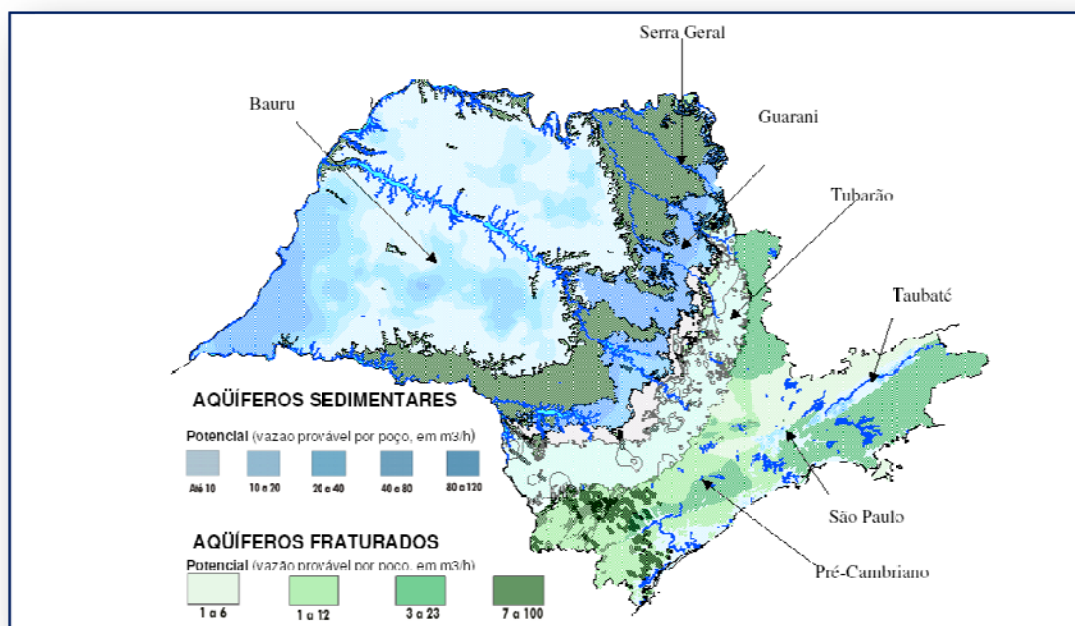 Serra Geral
Bauru
Guarani
Tubarão
Taubaté
AQÜÍFEROS SEDIMENTARES
Potencial (vazão provável por poço, em m3/h)
Até 10 10 a 20 20 a 40 40 a 80 80 a 120
São Paulo
AQÜÍFEROS FRATURADOS
Potencial (vazão provável por poço, em m3/h)
Pré-Cambriano
1 a 6 1 a 12 3 a 23 7 a 100